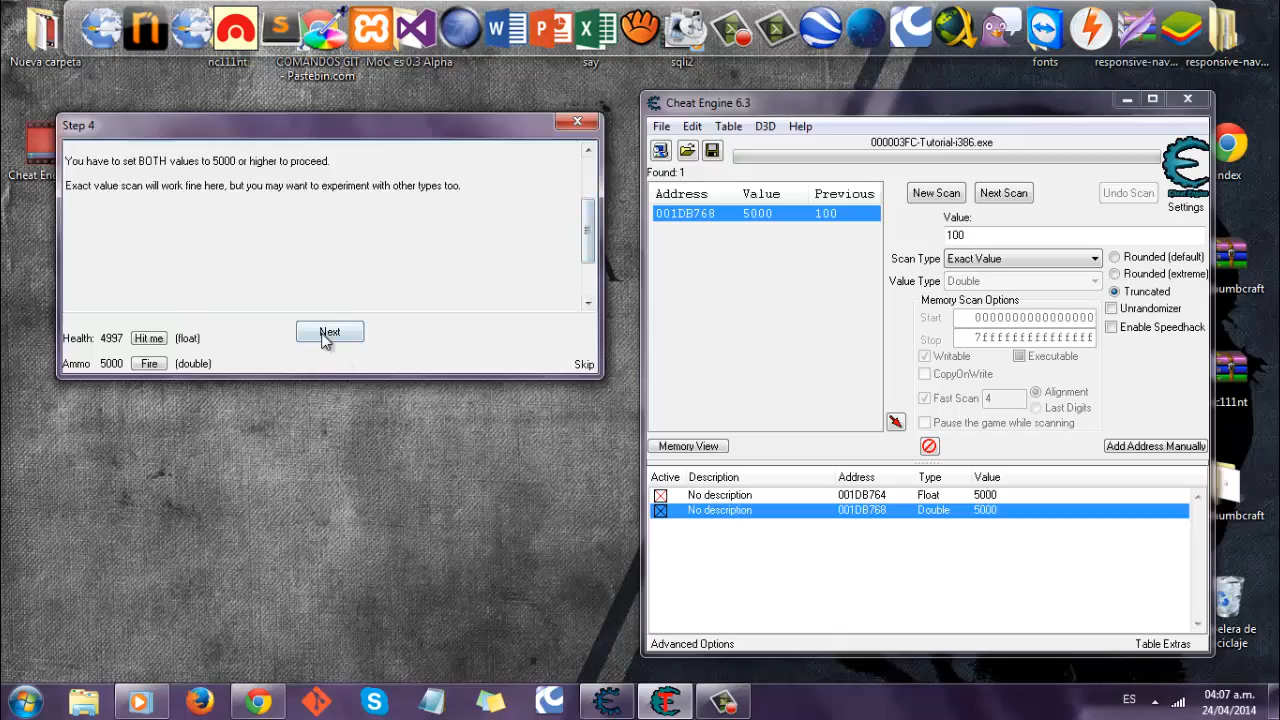 Nueva carpeta
nc111nt
COMANDOS GIT
- Pastebin.com
MoC es0.3 Alpha
say
sqli2
fonts
responsive-nav...
responsive-nav...
Step 4
You have to set BOTH values to 5000 or higher to proceed.
Exact value scan will work fine here, but you may want to experiment with other types too.
Next
Health: 4997 Hit me (float)
Ammo 5000 Fire (double)
Skip
Cheat En
Cheat Engine 6.3
File Edit Table D3D Help
000003FC-Tutorial-i386.exe
Found: 1
Address Value Previous
001DB768 5000 100
New Scan Next Scan Undo Scan
Settings
Value:
100
Scan Type Exact Value
Value Type Double
Rounded (default)
Rounded (extreme)
Truncated
Unrandomizer
Enable Speedhack
Memory Scan Options
Start 0000000000000000
Stop 7fffffffffffffff
Writable Executable
CopyOnWrite
Fast Scan 4 Alignment
Last Digits
Pause the game while scanning
Memory View Add Address Manually
Active Description Address Type Value
No description 001DB764 Float 5000
No description 001DB768 Double 5000
Advanced Options Table Extras
ndex
umbcraft
c111nt
numbcraft
elera de
ciclaje
ES
04:07 a.m.
24/04/2014